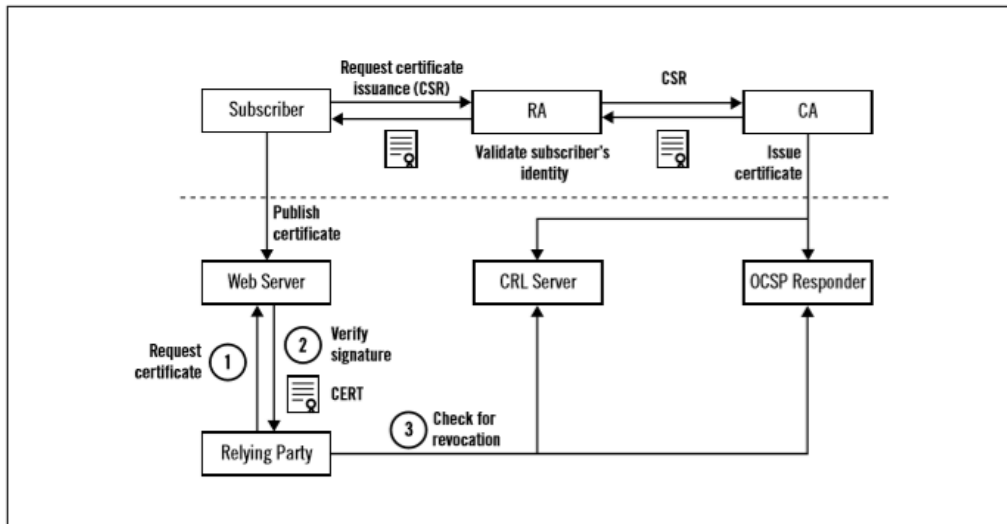 Request certificate
issuance (CSR)
CSR
Subscriber
RA
CA
Validate subscriber's
identity
Issue
certificate
Publish
certificate
Web Server
CRL Server
OCSP Responder
Request
certificate
1
2
Verify
signature
CERT
3
Check for
revocation
Relying Party